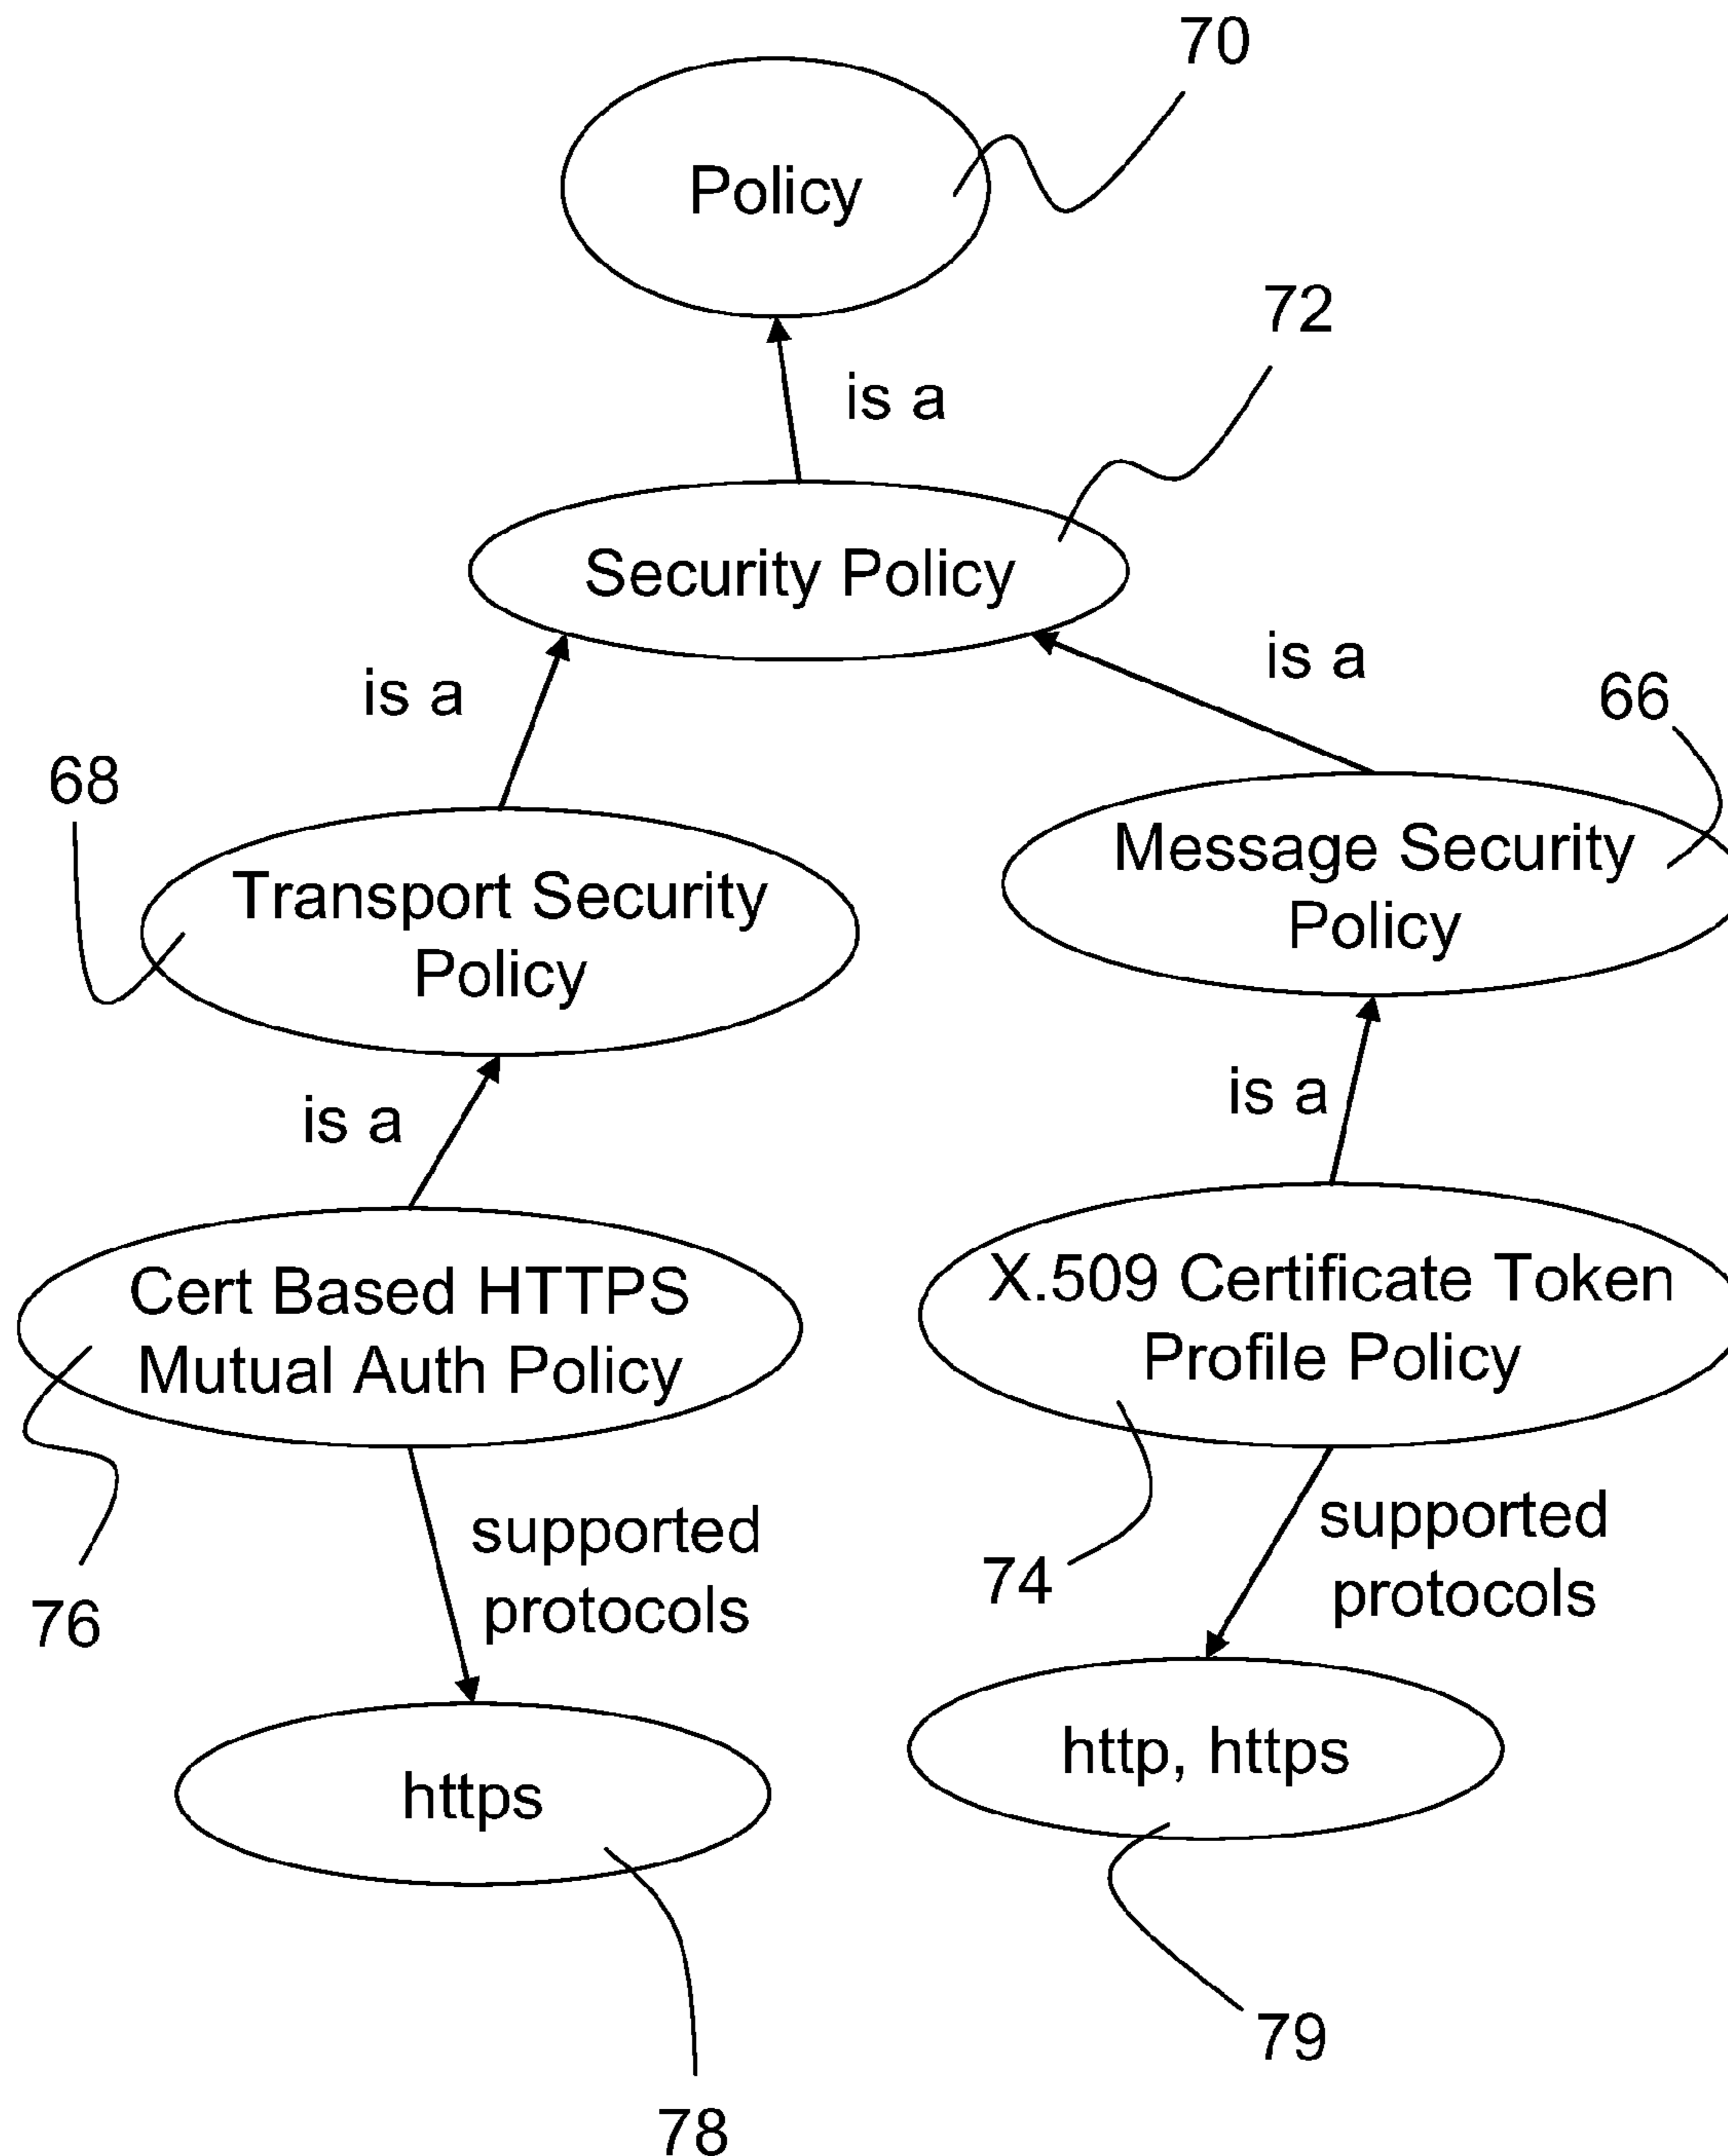 70
Policy
72
is a
Security Policy
is a
is a
66
68
Message Security
Policy
Transport Security
Policy
is a
is a
Cert Based HTTPS
Mutual Auth Policy
X.509 Certificate Token
Profile Policy
supported
protocols
supported
protocols
74
76
http, https
https
79
78